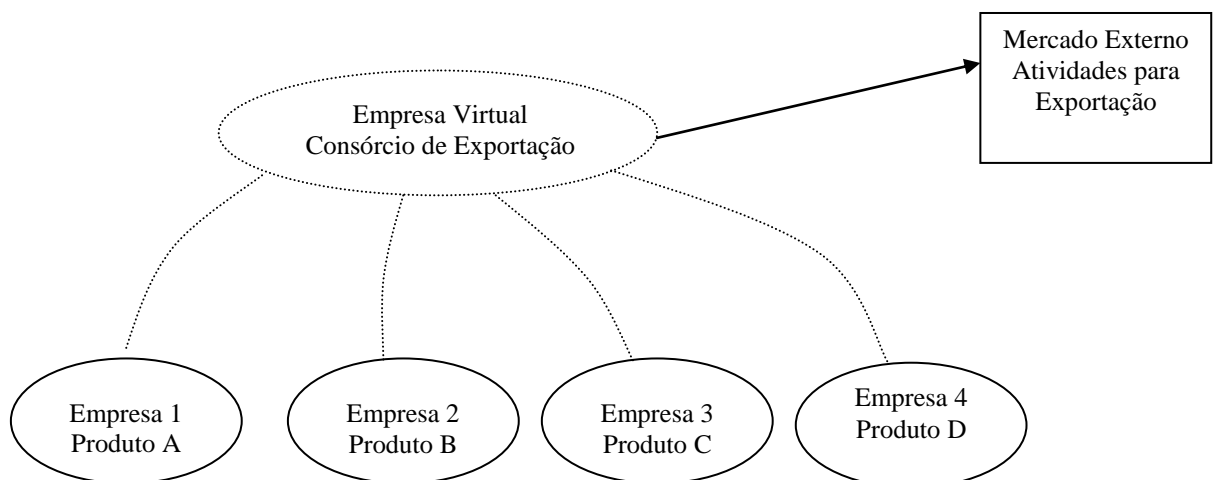 Mercado Externo
Atividades para
Exportação
Empresa Virtual
Consórcio de Exportação
Empresa 1
Produto A
Empresa 2
Produto B
Empresa 3
Produto C
Empresa 4
Produto D